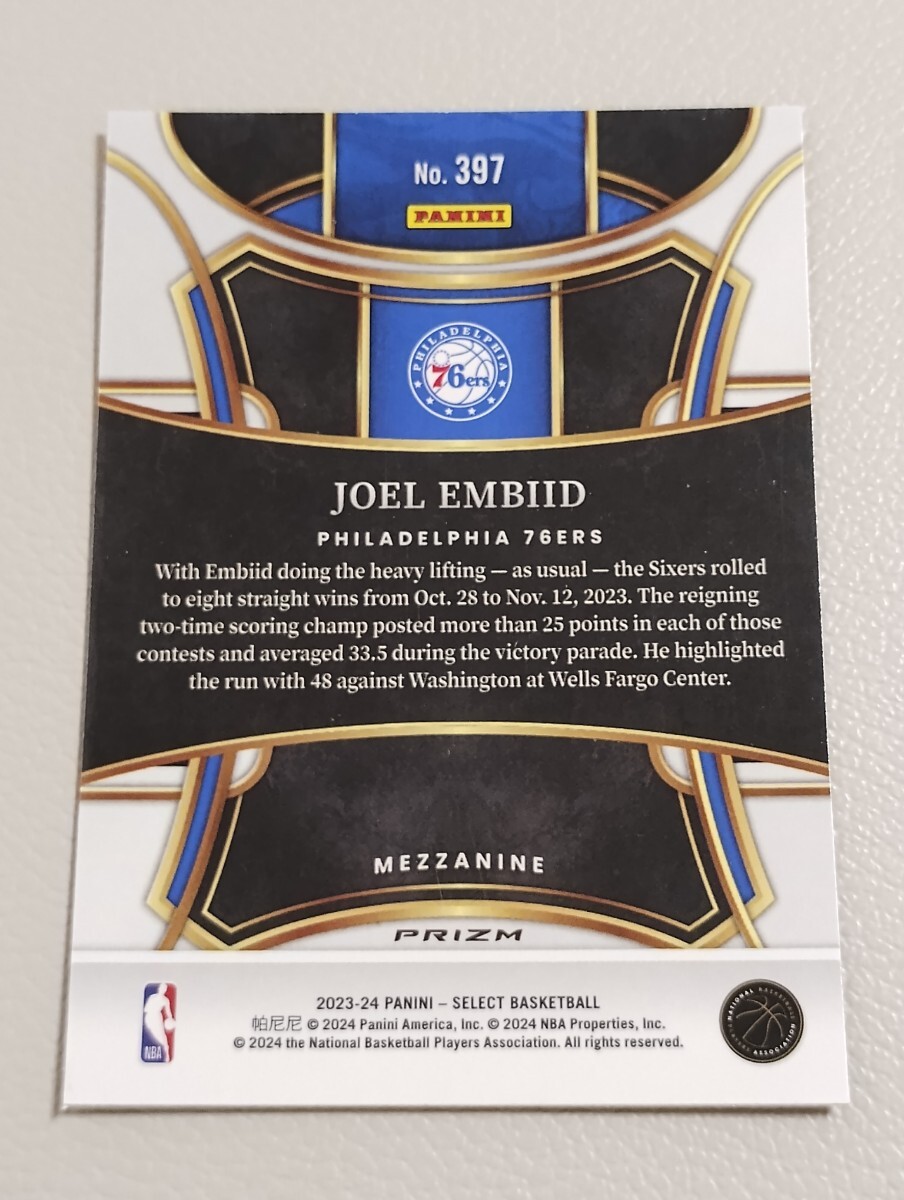 No. 397
PANINI
PHILADELPHIA
76ers
JOEL EMBIID
PHILADELPHIA 76ERS
With Embiid doing the heavy lifting — as usual — the Sixers rolled
to eight straight wins from Oct. 28 to Nov. 12, 2023. The reigning
two-time scoring champ posted more than 25 points in each of those
contests and averaged 33.5 during the victory parade. He highlighted
the run with 48 against Washington at Wells Fargo Center.
MEZZANINE
PRIZM
2023-24 PANINI – SELECT BASKETBALL
帕尼尼 © 2024 Panini America, Inc. © 2024 NBA Properties, Inc.
© 2024 the National Basketball Players Association. All rights reserved.
NBA
NATIONAL BASKETBALL
PLAYERS ASSOCIATION